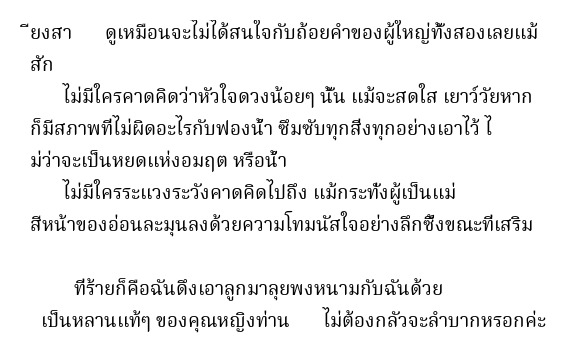 ียงสา ดูเหมือนจะไม่ได้สนใจกับถ้อยคำของผู้ใหญ่ทั้งสองเลยแม้
สัก
ไม่มีใครคาดคิดว่าหัวใจดวงน้อยๆ นั้น แม้จะสดใส เยาว์วัยหาก
ก็มีสภาพที่ไม่ผิดอะไรกับฟองน้ำ ซึมซับทุกสิ่งทุกอย่างเอาไว้ ไ
ม่ว่าจะเป็นหยดแห่งอมฤต หรือน้ำ
ไม่มีใครระแวงระวังคาดคิดไปถึง แม้กระทั่งผู้เป็นแม่
สีหน้าของอ่อนละมุนลงด้วยความโทมนัสใจอย่างลึกซึ้งขณะที่เสริม
ที่ร้ายก็คือฉันดึงเอาลูกมาลุยพงหนามกับฉันด้วย
เป็นหลานแท้ๆ ของคุณหญิงท่าน ไม่ต้องกลัวจะลำบากหรอกค่ะ